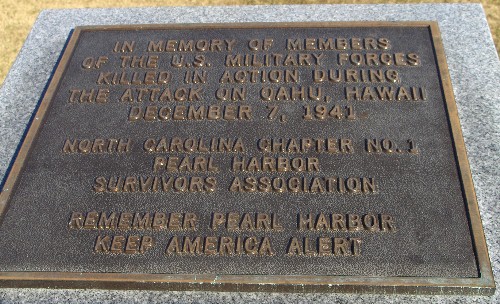 IN MEMORY OF MEMBERS
OF THE U.S. MILITARY FORCES
KILLED IN ACTION DURING
THE ATTACK ON OAHU, HAWAII
DECEMBER 7, 1941.
NORTH CAROLINA CHAPTER NO. 1
PEARL HARBOR
SURVIVORS ASSOCIATION
REMEMBER PEARL HARBOR
KEEP AMERICA ALERT